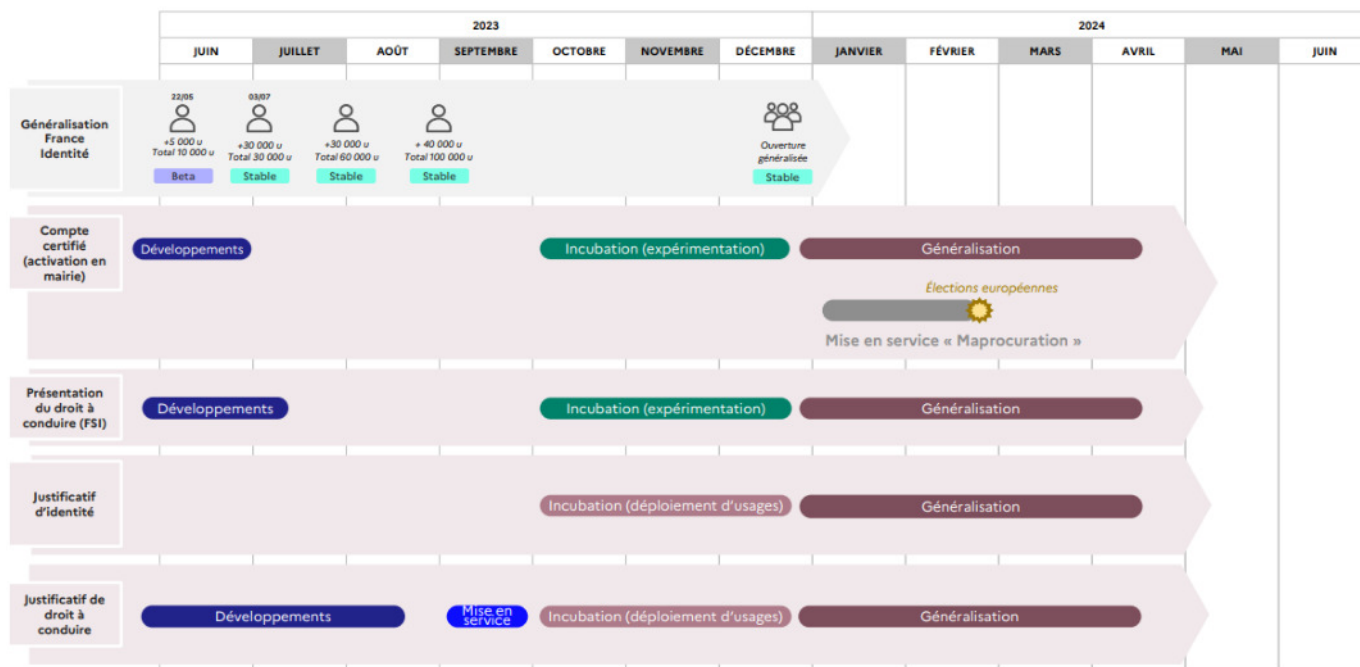 2023
2024
JUIN JUILLET AOÛT SEPTEMBRE OCTOBRE NOVEMBRE DÉCEMBRE JANVIER FÉVRIER MARS AVRIL MAI JUIN
Généralisation
France
Identité
22/05
+5 000 u
Total 10 000 u
Beta
03/07
+30 000 u
Total 30 000 u
Stable
+30 000 u
Total 60 000 u
Stable
+ 40 000 u
Total 100 000 u
Stable
Ouverture
généralisée
Stable
Compte
certifié
(activation en
mairie)
Développements
Incubation (expérimentation)
Généralisation
Élections européennes
Mise en service « Maprocuration »
Présentation
du droit à
conduire (FSI)
Développements
Incubation (expérimentation)
Généralisation
Justificatif
d'identité
Incubation (déploiement d'usages)
Généralisation
Justificatif de
droit à
conduire
Développements
Mise en
service
Incubation (déploiement d'usages)
Généralisation